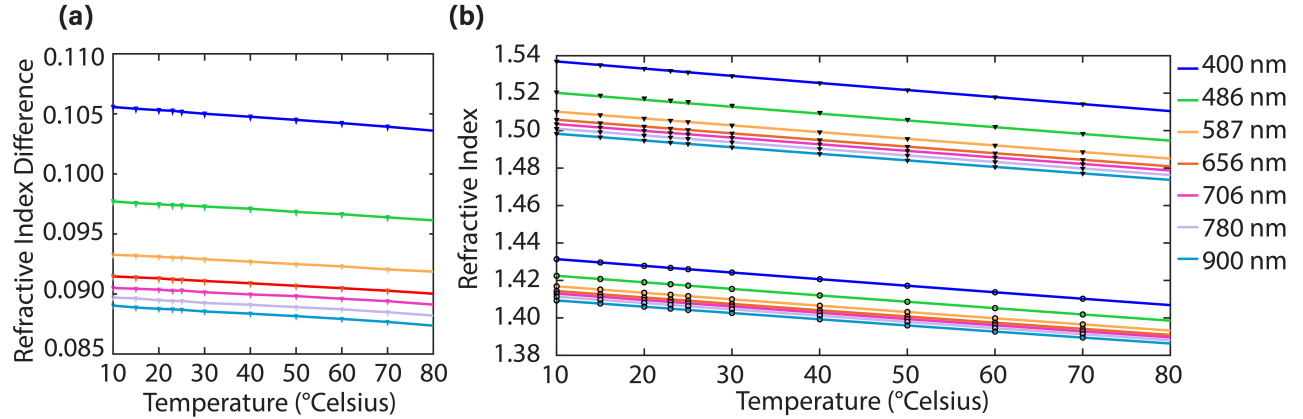 (a)
0.110
0.105
0.100
0.095
0.090
0.085
Refractive Index Difference
10 20 30 40 50 60 70 80
Temperature (°Celsius)
(b)
1.54
1.52
1.50
1.48
1.46
1.44
1.42
1.40
1.38
Refractive Index
10 20 30 40 50 60 70 80
Temperature (°Celsius)
400 nm
486 nm
587 nm
656 nm
706 nm
780 nm
900 nm